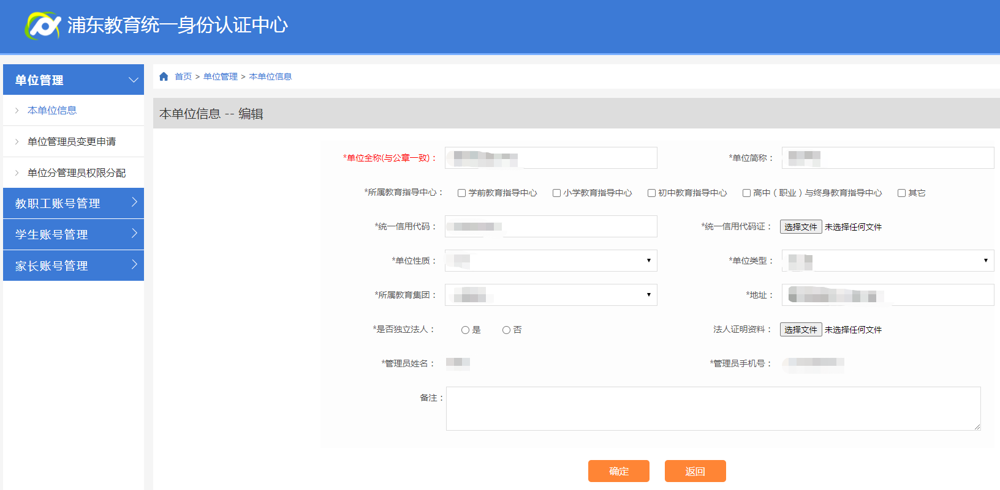 浦东教育统一身份认证中心
单位管理
本单位信息
单位管理员变更申请
单位分管理员权限分配
教职工账号管理
学生账号管理
家长账号管理
首页 > 单位管理 > 本单位信息
本单位信息 -- 编辑
*单位全称(与公章一致)：
*单位简称：
*所属教育指导中心： 学前教育指导中心 小学教育指导中心 初中教育指导中心 高中（职业）与终身教育指导中心 其它
*统一信用代码：
*统一信用代码证： 选择文件 未选择任何文件
*单位性质：
*单位类型：
*所属教育集团：
*地址：
*是否独立法人： 是 否
法人证明资料： 选择文件 未选择任何文件
*管理员姓名：
*管理员手机号：
备注：
确定 返回